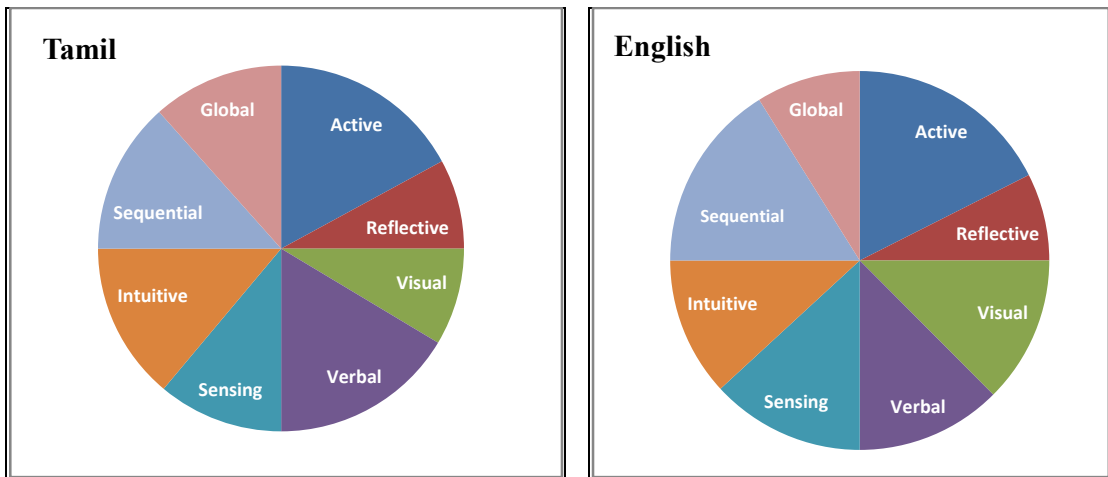 Tamil
Global
Active
Sequential
Reflective
Intuitive
Visual
Sensing
Verbal
English
Global
Active
Sequential
Reflective
Intuitive
Visual
Sensing
Verbal